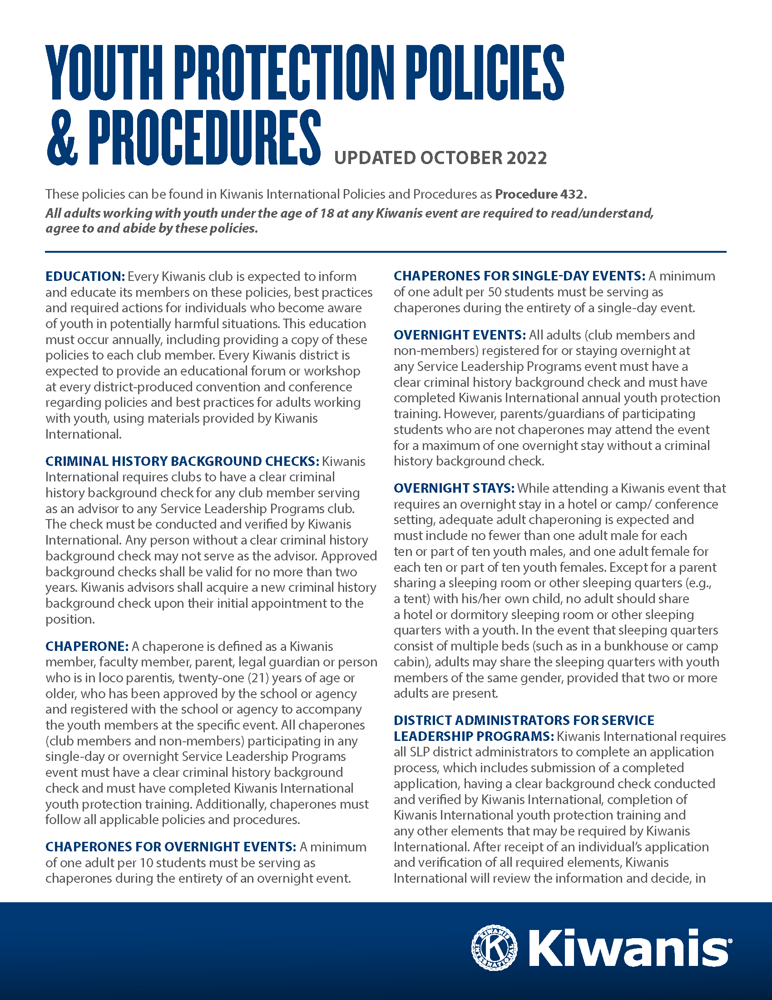 YOUTH PROTECTION POLICIES
& PROCEDURES UPDATED OCTOBER 2022
These policies can be found in Kiwanis International Policies and Procedures as Procedure 432.
All adults working with youth under the age of 18 at any Kiwanis event are required to read/understand,
agree to and abide by these policies.
EDUCATION: Every Kiwanis club is expected to inform
and educate its members on these policies, best practices
and required actions for individuals who become aware
of youth in potentially harmful situations. This education
must occur annually, including providing a copy of these
policies to each club member. Every Kiwanis district is
expected to provide an educational forum or workshop
at every district-produced convention and conference
regarding policies and best practices for adults working
with youth, using materials provided by Kiwanis
International.
CRIMINAL HISTORY BACKGROUND CHECKS: Kiwanis
International requires clubs to have a clear criminal
history background check for any club member serving
as an advisor to any Service Leadership Programs club.
The check must be conducted and verified by Kiwanis
International. Any person without a clear criminal history
background check may not serve as the advisor. Approved
background checks shall be valid for no more than two
years. Kiwanis advisors shall acquire a new criminal history
background check upon their initial appointment to the
position.
CHAPERONE: A chaperone is defined as a Kiwanis
member, faculty member, parent, legal guardian or person
who is in loco parentis, twenty-one (21) years of age or
older, who has been approved by the school or agency
and registered with the school or agency to accompany
the youth members at the specific event. All chaperones
(club members and non-members) participating in any
single-day or overnight Service Leadership Programs
event must have a clear criminal history background
check and must have completed Kiwanis International
youth protection training. Additionally, chaperones must
follow all applicable policies and procedures.
CHAPERONES FOR OVERNIGHT EVENTS: A minimum
of one adult per 10 students must be serving as
chaperones during the entirety of an overnight event.
CHAPERONES FOR SINGLE-DAY EVENTS: A minimum
of one adult per 50 students must be serving as
chaperones during the entirety of a single-day event.
OVERNIGHT EVENTS: All adults (club members and
non-members) registered for or staying overnight at
any Service Leadership Programs event must have a
clear criminal history background check and must have
completed Kiwanis International annual youth protection
training. However, parents/guardians of participating
students who are not chaperones may attend the event
for a maximum of one overnight stay without a criminal
history background check.
OVERNIGHT STAYS: While attending a Kiwanis event that
requires an overnight stay in a hotel or camp/ conference
setting, adequate adult chaperoning is expected and
must include no fewer than one adult male for each
ten or part of ten youth males, and one adult female for
each ten or part of ten youth females. Except for a parent
sharing a sleeping room or other sleeping quarters (e.g.,
a tent) with his/her own child, no adult should share
a hotel or dormitory sleeping room or other sleeping
quarters with a youth. In the event that sleeping quarters
consist of multiple beds (such as in a bunkhouse or camp
cabin), adults may share the sleeping quarters with youth
members of the same gender, provided that two or more
adults are present.
DISTRICT ADMINISTRATORS FOR SERVICE
LEADERSHIP PROGRAMS: Kiwanis International requires
all SLP district administrators to complete an application
process, which includes submission of a completed
application, having a clear background check conducted
and verified by Kiwanis International, completion of
Kiwanis International youth protection training and
any other elements that may be required by Kiwanis
International. After receipt of an individual's application
and verification of all required elements, Kiwanis
International will review the information and decide, in
KIWANIS
K
INTERNATIONAL
Kiwanis®